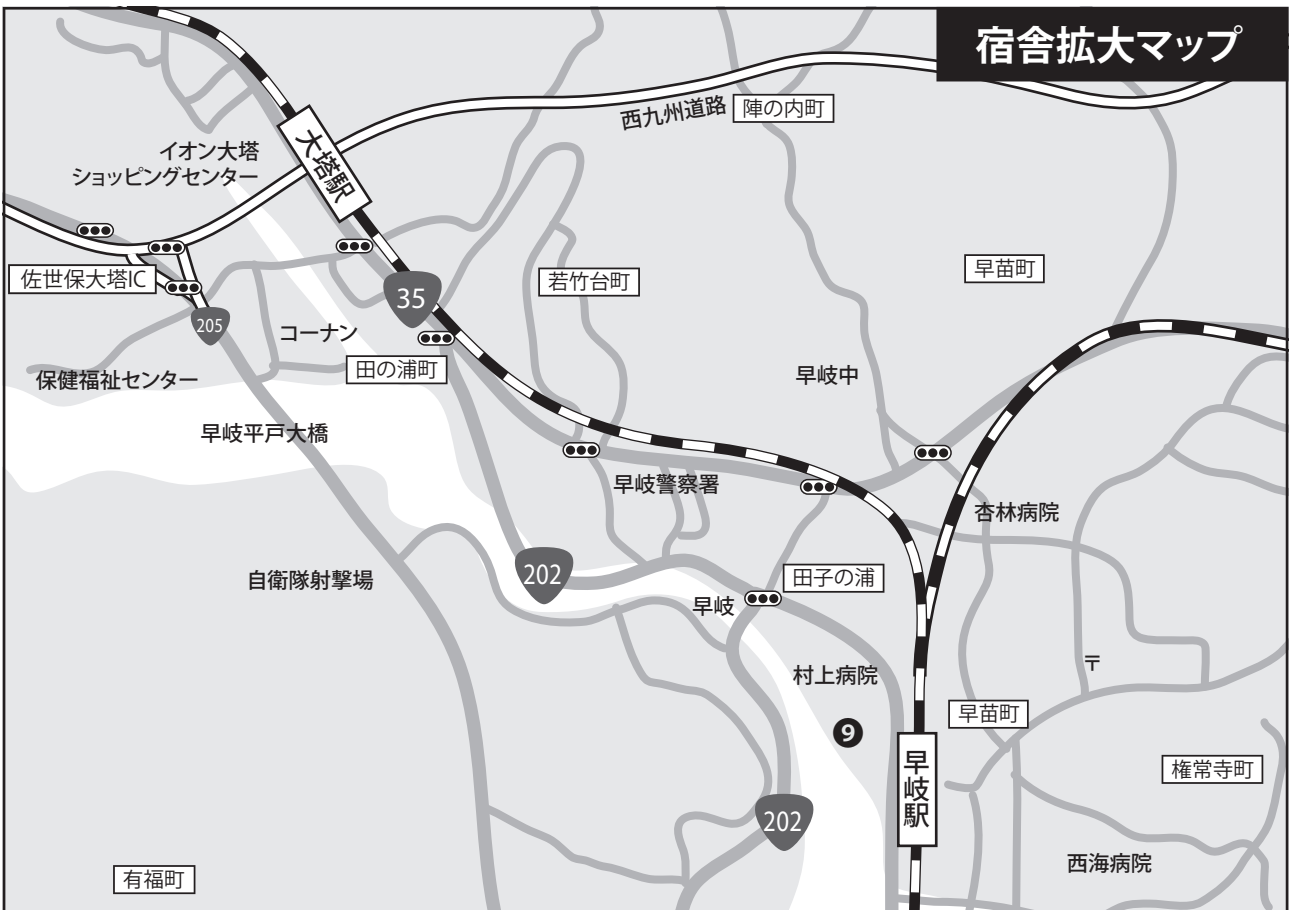 宿舎拡大マップ
西九州道路
陣の内町
イオン大塔
ショッピングセンター
大塔駅
佐世保大塔IC
205
35
若竹台町
早苗町
コーナン
田の浦町
保健福祉センター
早岐中
早岐平戸大橋
早岐警察署
杏林病院
自衛隊射撃場
202
田子の浦
早岐
村上病院
〒
早苗町
9
早岐駅
権常寺町
202
西海病院
有福町